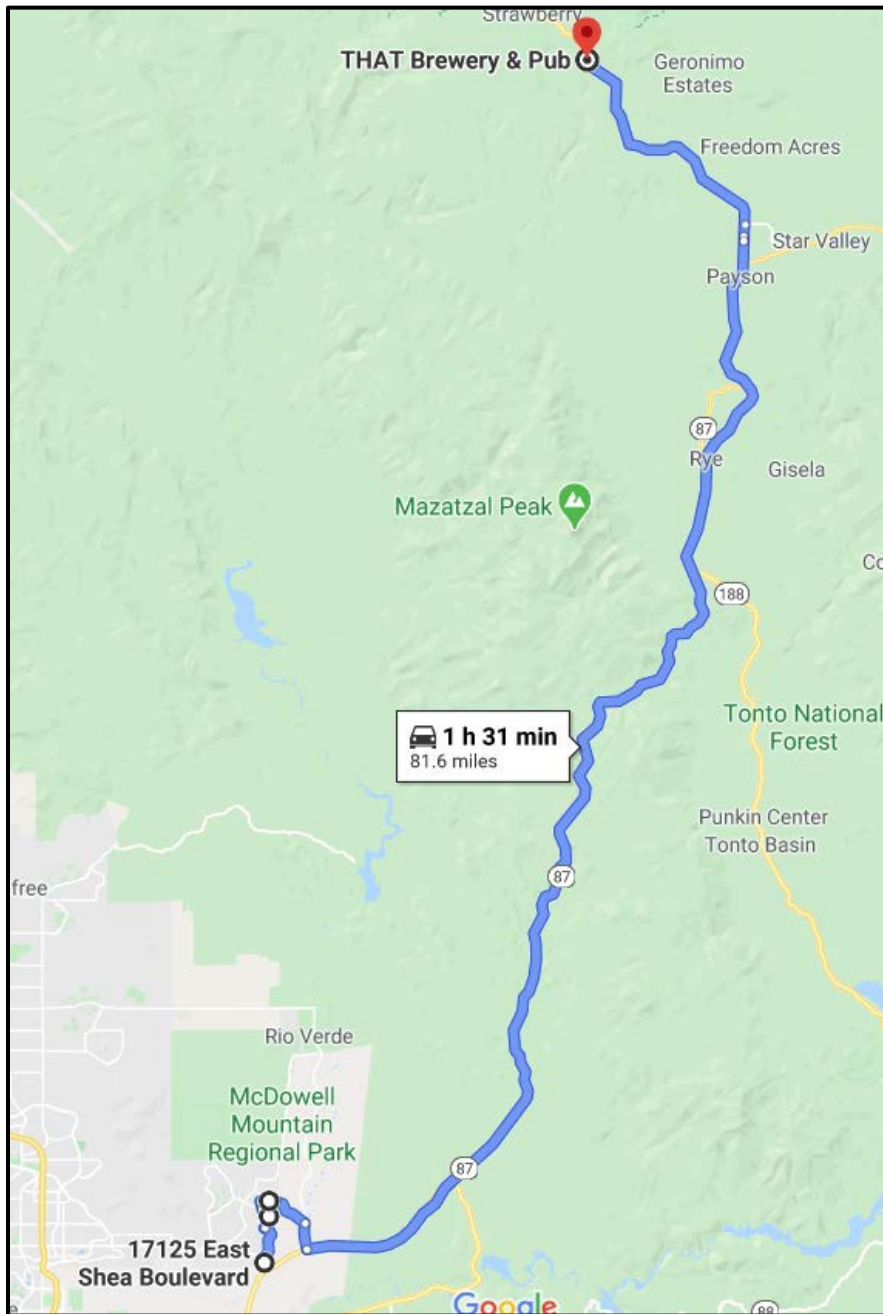 Strawberry
THAT Brewery & Pub
Geronimo
Estates
Freedom Acres
Star Valley
Payson
87
Rye
Gisela
Mazatzal Peak
Co
188
1 h 31 min
81.6 miles
Tonto National
Forest
Punkin Center
Tonto Basin
87
free
Rio Verde
McDowell
Mountain
Regional Park
87
17125 East
Shea Boulevard
e
Google
88